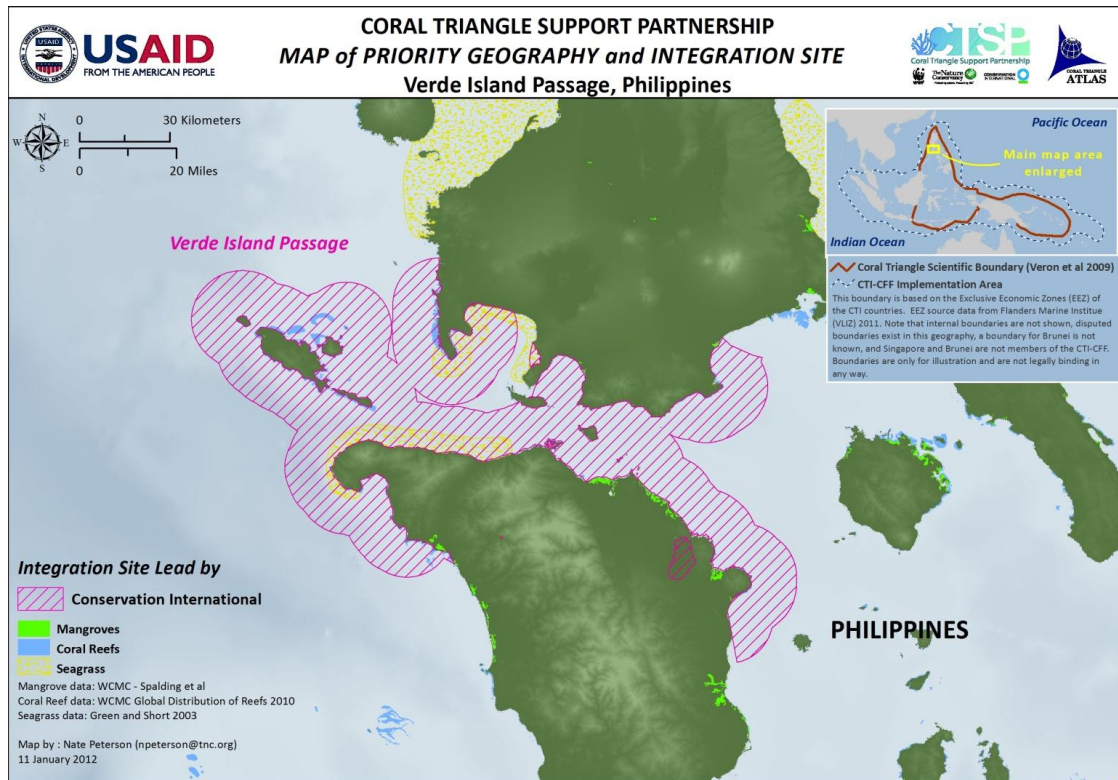 USAID
FROM THE AMERICAN PEOPLE
CORAL TRIANGLE SUPPORT PARTNERSHIP
MAP of PRIORITY GEOGRAPHY and INTEGRATION SITE
Verde Island Passage, Philippines
CTSP
Coral Triangle Support Partnership
WWF
The Nature Conservancy
CONSERVATION INTERNATIONAL
CORAL TRIANGLE
ATLAS
N
W E
S
0 30 Kilometers
0 20 Miles
Verde Island Passage
Pacific Ocean
Main map area
enlarged
Indian Ocean
Coral Triangle Scientific Boundary (Veron et al 2009)
CTI-CFF Implementation Area
This boundary is based on the Exclusive Economic Zones (EEZ) of
the CTI countries. EEZ source data from Flanders Marine Institue
(VLIZ) 2011. Note that internal boundaries are not shown, disputed
boundaries exist in this geography, a boundary for Brunei is not
known, and Singapore and Brunei are not members of the CTI-CFF.
Boundaries are only for illustration and are not legally binding in
any way.
PHILIPPINES
Integration Site Lead by
Conservation International
Mangroves
Coral Reefs
Seagrass
Mangrove data: WCMC - Spalding et al
Coral Reef data: WCMC Global Distribution of Reefs 2010
Seagrass data: Green and Short 2003
Map by : Nate Peterson (npeterson@tnc.org)
11 January 2012